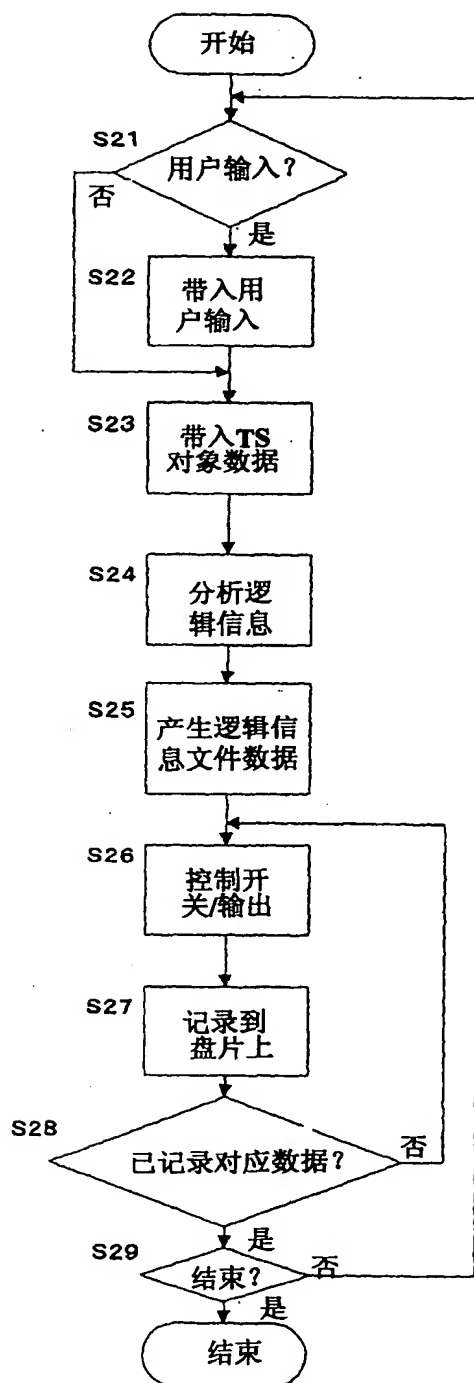 开始
S21
用户输入?
否
是
S22
带入用
户输入
S23
带入TS
对象数据
S24
分析逻
辑信息
S25
产生逻辑信
息文件数据
S26
控制开
关/输出
S27
记录到
盘片上
S28
已记录对应数据?
否
是
S29
结束?
否
是
结束